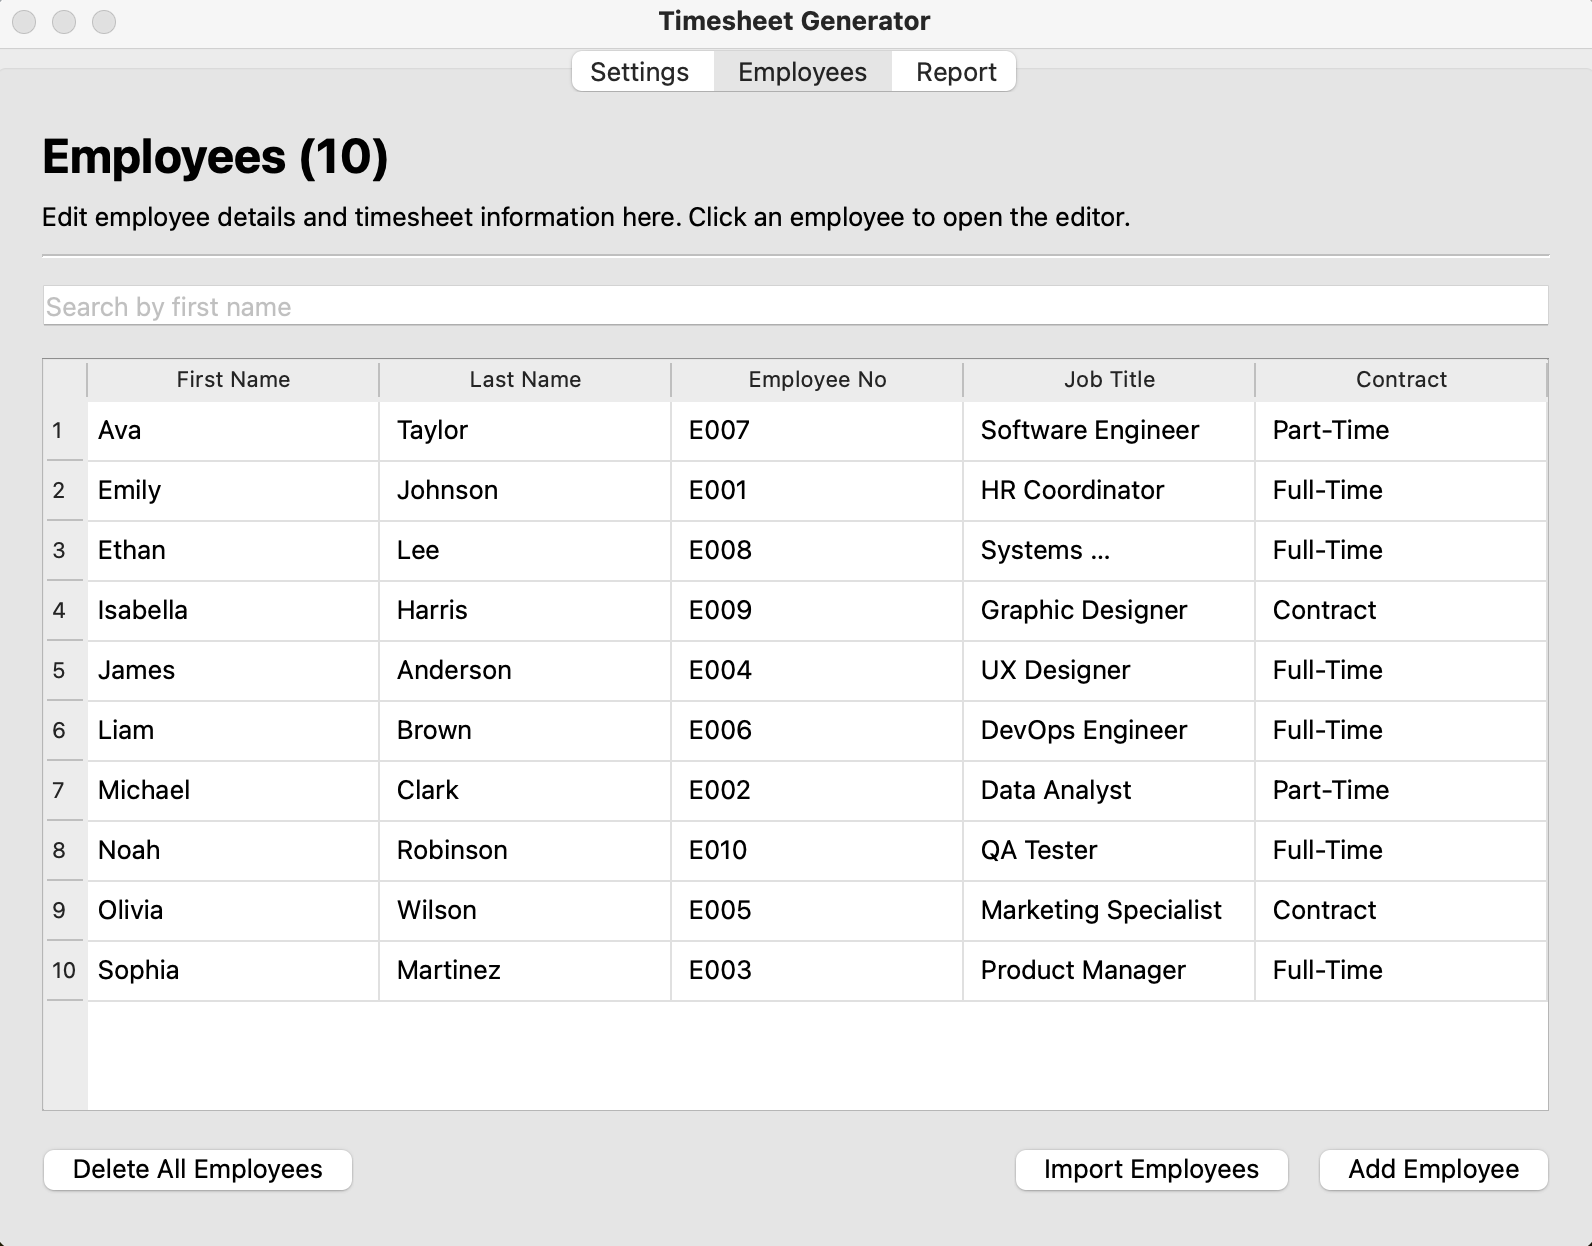 Timesheet Generator
Settings Employees Report
Employees (10)
Edit employee details and timesheet information here. Click an employee to open the editor.
Search by first name
First Name Last Name Employee No Job Title Contract
1 Ava Taylor E007 Software Engineer Part-Time
2 Emily Johnson E001 HR Coordinator Full-Time
3 Ethan Lee E008 Systems ... Full-Time
4 Isabella Harris E009 Graphic Designer Contract
5 James Anderson E004 UX Designer Full-Time
6 Liam Brown E006 DevOps Engineer Full-Time
7 Michael Clark E002 Data Analyst Part-Time
8 Noah Robinson E010 QA Tester Full-Time
9 Olivia Wilson E005 Marketing Specialist Contract
10 Sophia Martinez E003 Product Manager Full-Time
Delete All Employees Import Employees Add Employee